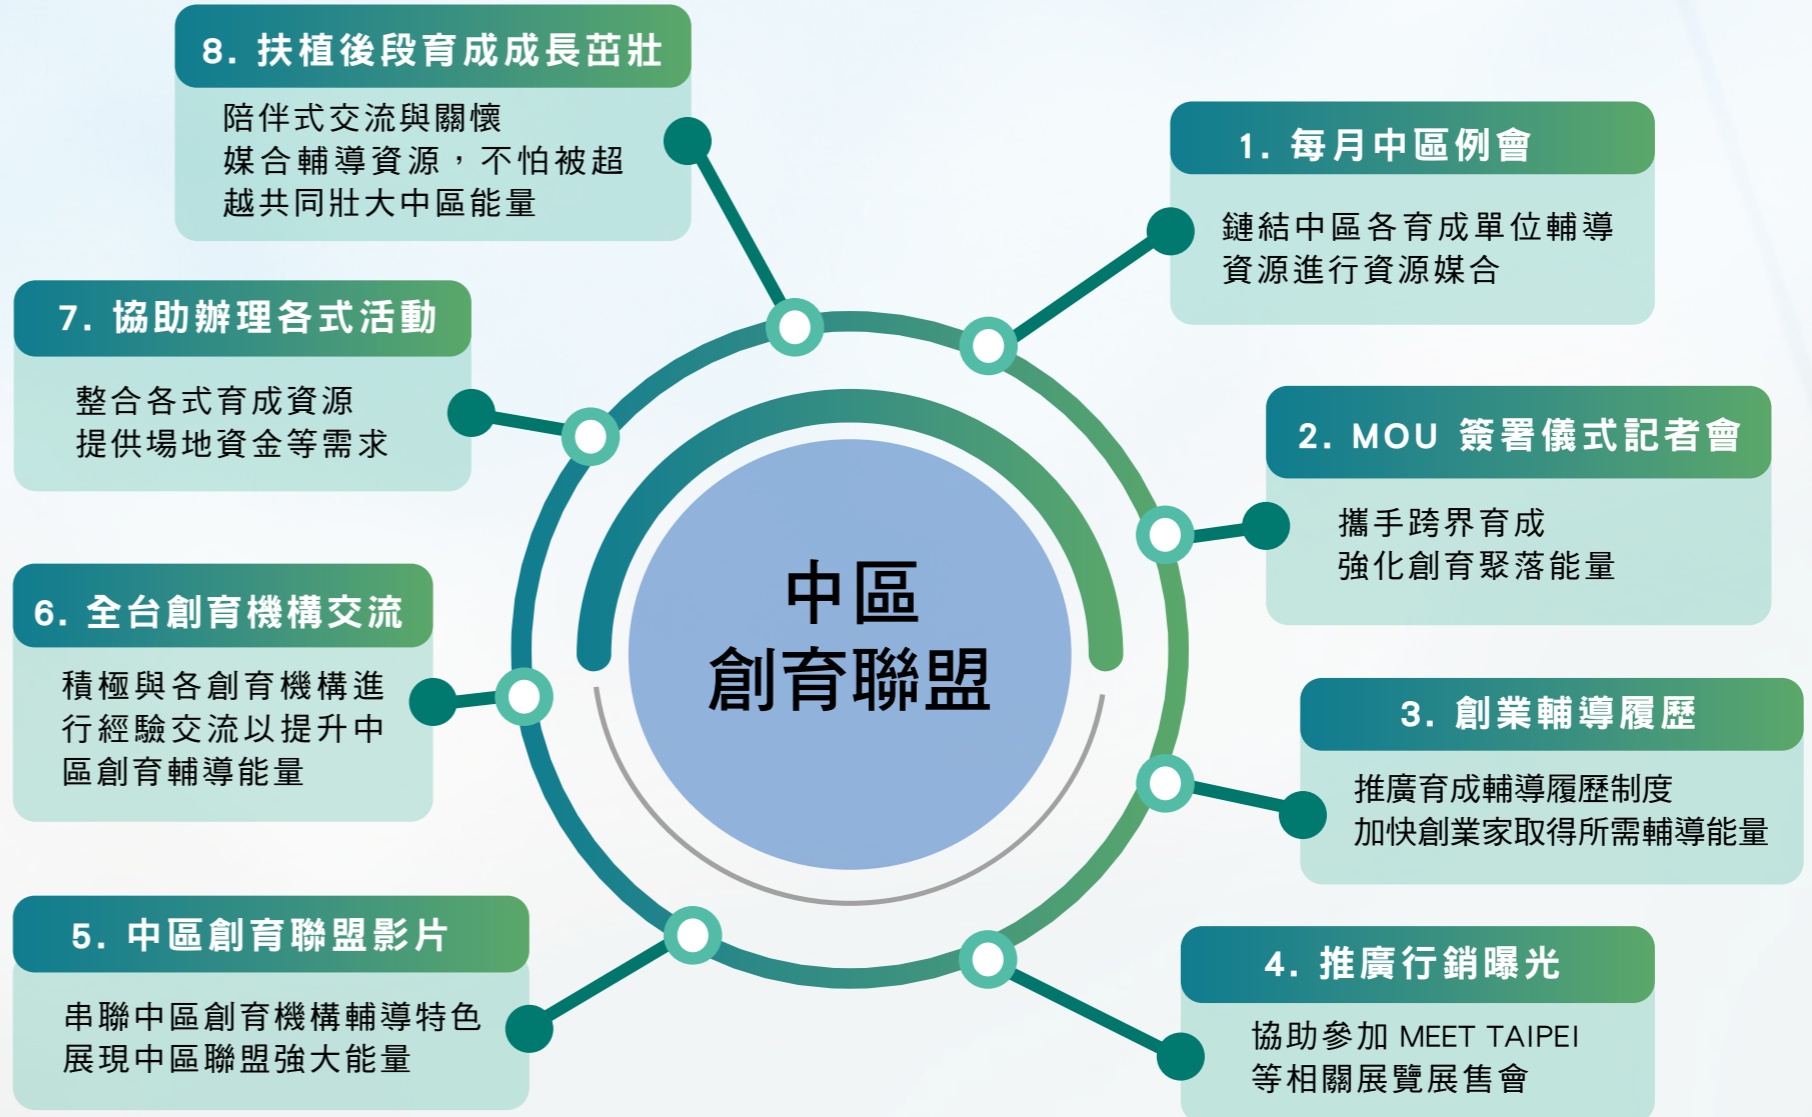 中區
創育聯盟
1. 每月中區例會
鏈結中區各育成單位輔導
資源進行資源媒合
2. MOU 簽署儀式記者會
攜手跨界育成
強化創育聚落能量
3. 創業輔導履歷
推廣育成輔導履歷制度
加快創業家取得所需輔導能量
4. 推廣行銷曝光
協助參加 MEET TAIPEI
等相關展覽展售會
5. 中區創育聯盟影片
串聯中區創育機構輔導特色
展現中區聯盟強大能量
6. 全台創育機構交流
積極與各創育機構進
行經驗交流以提升中
區創育輔導能量
7. 協助辦理各式活動
整合各式育成資源
提供場地資金等需求
8. 扶植後段育成成長茁壯
陪伴式交流與關懷
媒合輔導資源，不怕被超
越共同壯大中區能量